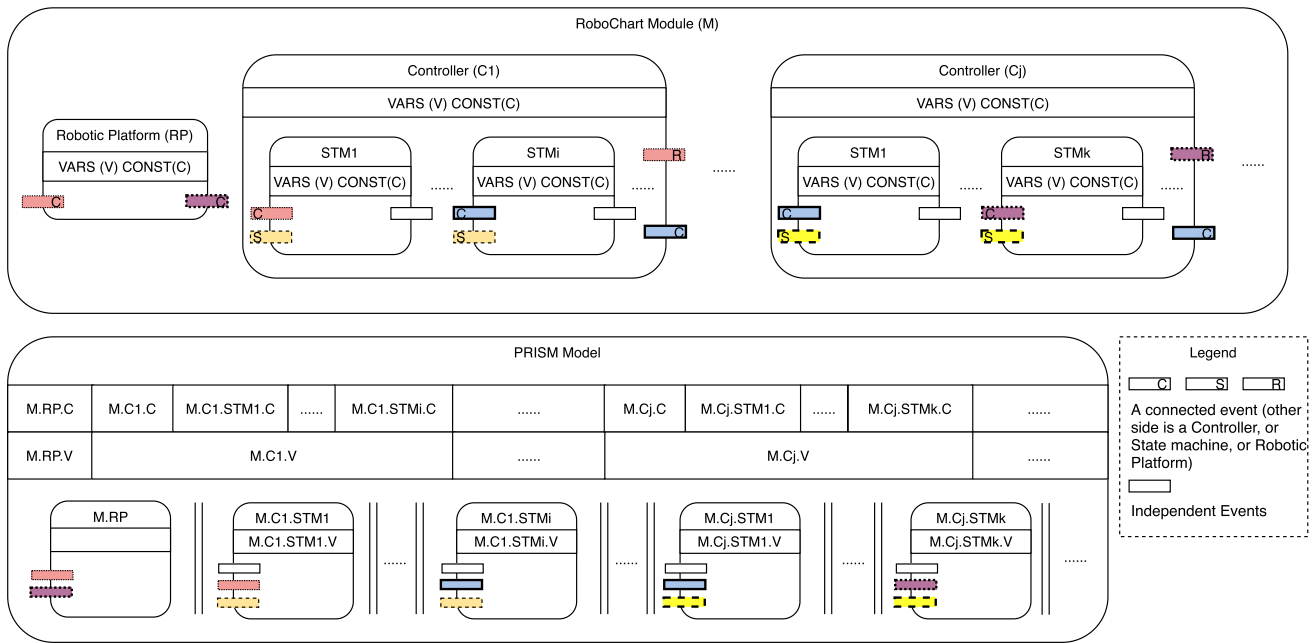 RoboChart Module (M)
Controller (C1)
Controller (Cj)
VARS (V) CONST(C)
VARS (V) CONST(C)
Robotic Platform (RP)
VARS (V) CONST(C)
C
C
STM1
VARS (V) CONST(C)
C
S
......
STMi
VARS (V) CONST(C)
C
S
......
R
C
......
STM1
VARS (V) CONST(C)
C
S
......
STMk
VARS (V) CONST(C)
C
S
......
R
C
......
PRISM Model
M.RP.C
M.C1.C
M.C1.STM1.C
......
M.C1.STMi.C
......
M.Cj.C
M.Cj.STM1.C
......
M.Cj.STMk.C
......
M.RP.V
M.C1.V
......
M.Cj.V
......
M.RP
M.C1.STM1
M.C1.STM1.V
......
M.C1.STMi
M.C1.STMi.V
......
M.Cj.STM1
M.Cj.STM1.V
......
M.Cj.STMk
M.Cj.STMk.V
......
Legend
C
S
R
A connected event (other
side is a Controller, or
State machine, or Robotic
Platform)
Independent Events